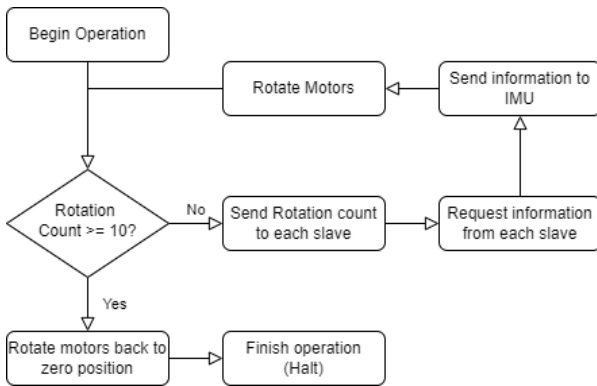 Begin Operation
Rotate Motors
Send information to
IMU
Rotation
Count >= 10?
No
Send Rotation count
to each slave
Request information
from each slave
Yes
Rotate motors back to
zero position
Finish operation
(Halt)